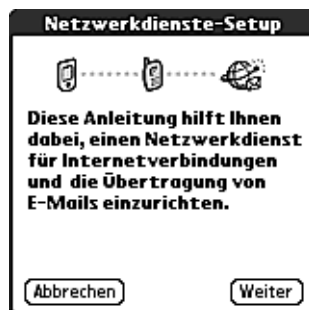 Netzwerkdienste-Setup
Diese Anleitung hilft Ihnen
dabei, einen Netzwerkdienst
für Internetverbindungen
und die Übertragung von
E-Mails einzurichten.
Abbrechen Weiter